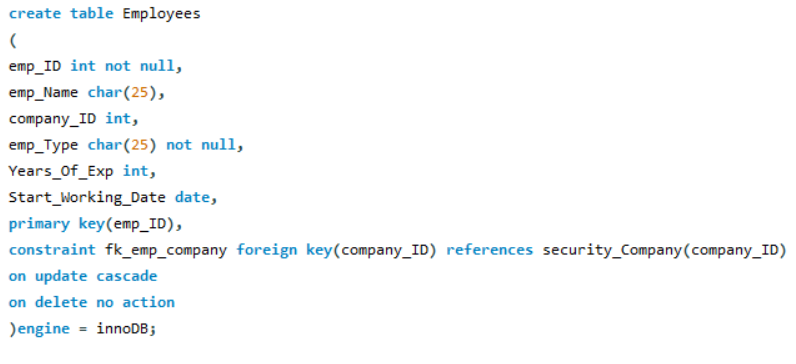 create table Employees
(
emp_ID int not null,
emp_Name char(25),
company_ID int,
emp_Type char(25) not null,
Years_Of_Exp int,
Start_Working_Date date,
primary key(emp_ID),
constraint fk_emp_company foreign key(company_ID) references security_Company(company_ID)
on update cascade
on delete no action
)engine = innoDB;